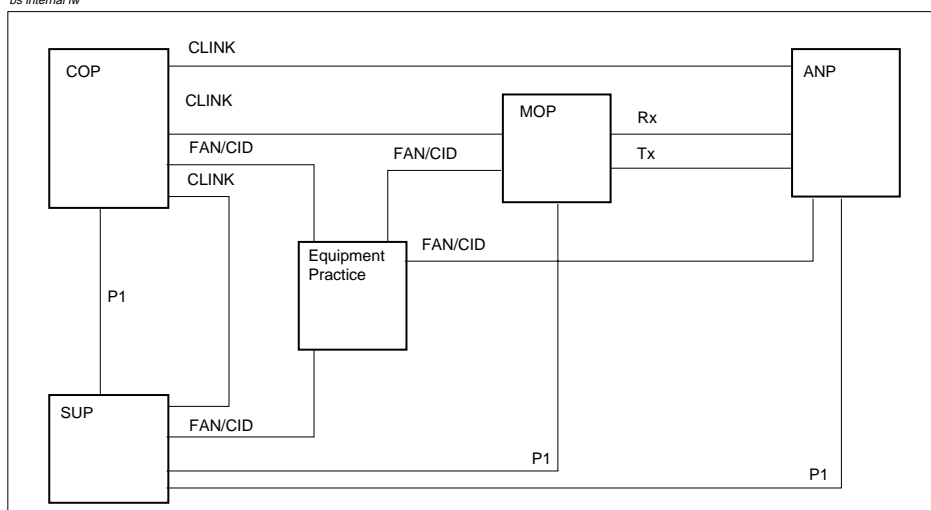 bs internal fw
CLINK
COP
ANP
CLINK
MOP
Rx
FAN/CID
FAN/CID
Tx
CLINK
FAN/CID
Equipment
Practice
P1
SUP
FAN/CID
P1
P1